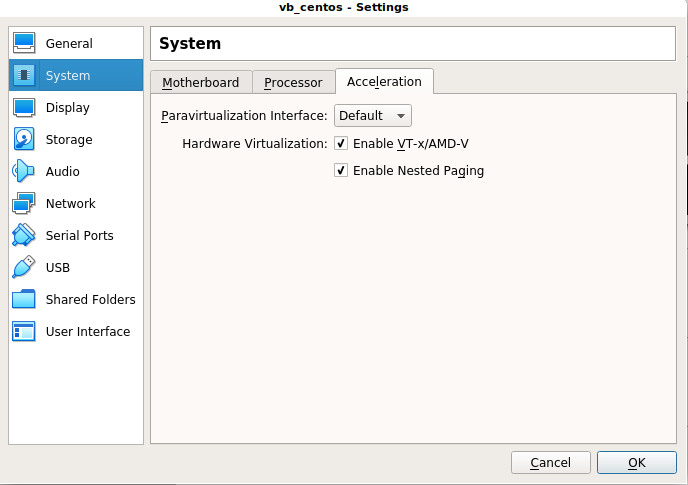 vb_centos - Settings
General
System
Display
Storage
Audio
Network
Serial Ports
USB
Shared Folders
User Interface
System
Motherboard Processor Acceleration
Paravirtualization Interface: Default
Hardware Virtualization: Enable VT-x/AMD-V
Enable Nested Paging
Cancel OK